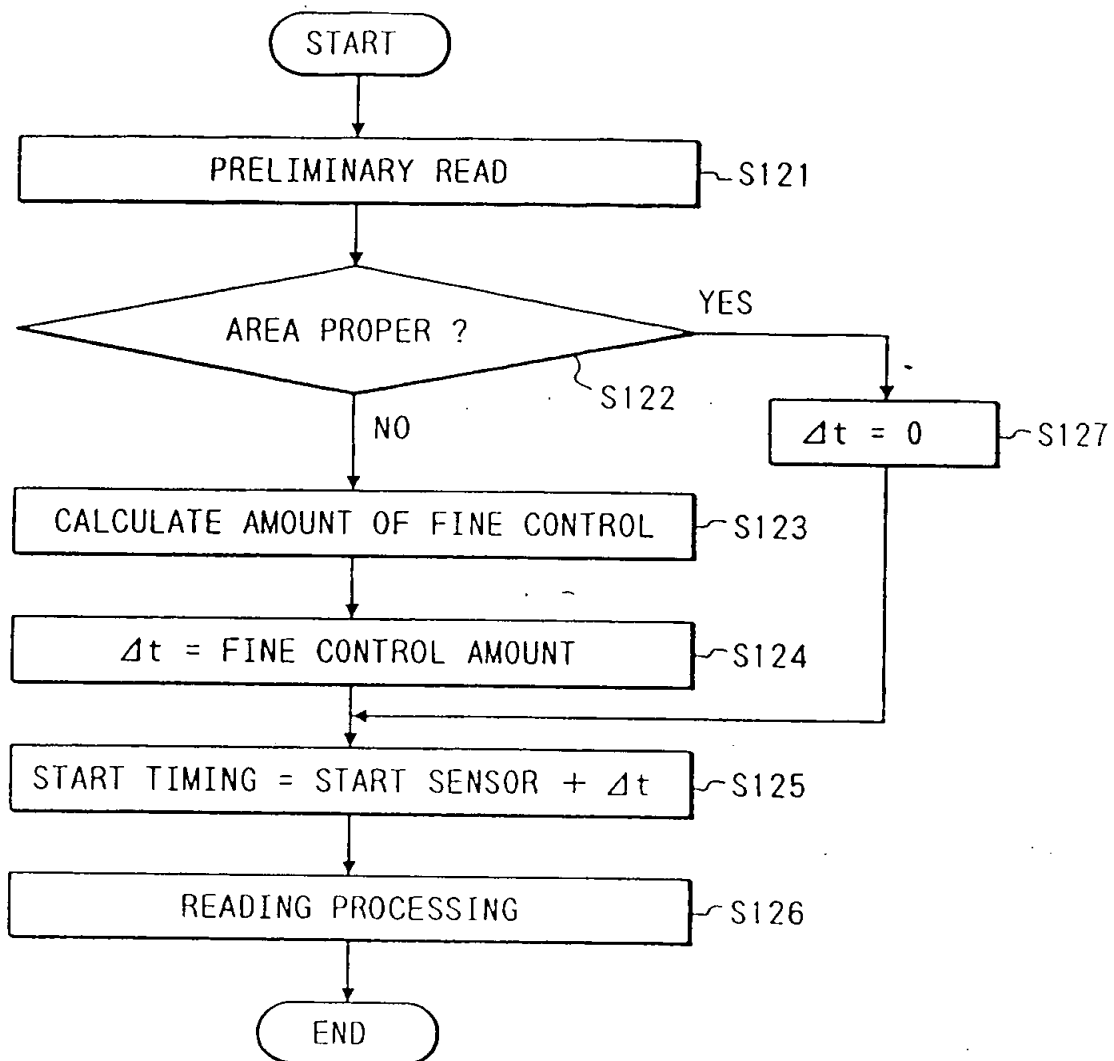 START
PRELIMINARY READ
S121
AREA PROPER ?
YES
S122
NO
Δt = 0
S127
CALCULATE AMOUNT OF FINE CONTROL
S123
Δt = FINE CONTROL AMOUNT
S124
START TIMING = START SENSOR + Δt
S125
READING PROCESSING
S126
END